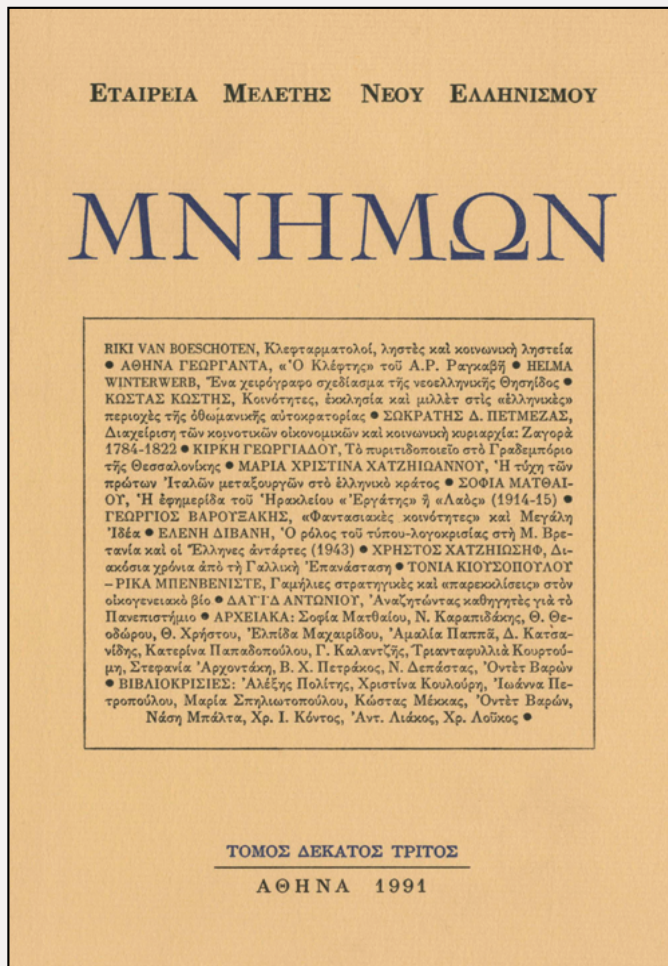 ΕΤΑΙΡΕΙΑ ΜΕΛΕΤΗΣ ΝΕΟΥ ΕΛΛΗΝΙΣΜΟΥ
ΜΝΗΜΩΝ
RIKI VAN BOESCHOTEN, Κλεφταρματολοί, ληστὲς καὶ κοινωνικὴ ληστεία
● ΑΘΗΝΑ ΓΕΩΡΓΑΝΤΑ, «Ὁ Κλέφτης» τοῦ Α.Ρ. Ραγκαβῆ ● HELMA
WINTERWERB, Ἕνα χειρόγραφο σχεδίασμα τῆς νεοελληνικῆς Θησηίδος ●
ΚΩΣΤΑΣ ΚΩΣΤΗΣ, Κοινότητες, ἐκκλησία καὶ μιλλὲτ στὶς «ἑλληνικὲς»
περιοχὲς τῆς ὀθωμανικῆς αὐτοκρατορίας ● ΣΩΚΡΑΤΗΣ Δ. ΠΕΤΜΕΖΑΣ,
Διαχείριση τῶν κοινοτικῶν οἰκονομικῶν καὶ κοινωνικὴ κυριαρχία: Ζαγορὰ
1784-1822 ● ΚΙΡΚΗ ΓΕΩΡΓΙΑΔΟΥ, Τὸ πυριτιδοποιεῖο στὸ Γραδεμπόριο
τῆς Θεσσαλονίκης ● ΜΑΡΙΑ ΧΡΙΣΤΙΝΑ ΧΑΤΖΗΙΩΑΝΝΟΥ, Ἡ τύχη τῶν
πρώτων Ἰταλῶν μεταξουργῶν στὸ ἑλληνικὸ κράτος ● ΣΟΦΙΑ ΜΑΤΘΑΙ-
ΟΥ, Ἡ ἐφημερίδα τοῦ Ἡρακλείου «Ἐργάτης» ἢ «Λαὸς» (1914-15) ●
ΓΕΩΡΓΙΟΣ ΒΑΡΟΥΞΑΚΗΣ, «Φαντασιακὲς κοινότητες» καὶ Μεγάλη
Ἰδέα ● ΕΛΕΝΗ ΔΙΒΑΝΗ, Ὁ ρόλος τοῦ τύπου-λογοκρισίας στὴ Μ. Βρε-
τανία καὶ οἱ Ἕλληνες ἀντάρτες (1943) ● ΧΡΗΣΤΟΣ ΧΑΤΖΗΙΩΣΗΦ, Δι-
ακόσια χρόνια ἀπὸ τὴ Γαλλικὴ Ἐπανάσταση ● ΤΟΝΙΑ ΚΙΟΥΣΟΠΟΥΛΟΥ
– ΡΙΚΑ ΜΠΕΝΒΕΝΙΣΤΕ, Γαμήλιες στρατηγικὲς καὶ «παρεκκλίσεις» στὸν
οἰκογενειακὸ βίο ● ΔΑΥΪΔ ΑΝΤΩΝΙΟΥ, Ἀναζητώντας καθηγητὲς γιὰ τὸ
Πανεπιστήμιο ● ΑΡΧΕΙΑΚΑ: Σοφία Ματθαίου, Ν. Καραπιδάκης, Θ. Θε-
οδώρου, Θ. Χρήστου, Ἐλπίδα Μαχαιρίδου, Ἀμαλία Παππᾶ, Δ. Κατσα-
νίδης, Κατερίνα Παπαδοπούλου, Γ. Καλαντζῆς, Τριανταφυλλιὰ Κουρτού-
μη, Στεφανία Ἀρχοντάκη, Β. Χ. Πετράκος, Ν. Δεπάστας, Ὀντὲτ Βαρὼν
● ΒΙΒΛΙΟΚΡΙΣΙΕΣ: Ἀλέξης Πολίτης, Χριστίνα Κουλούρη, Ἰωάννα Πε-
τροπούλου, Μαρία Σπηλιωτοπούλου, Κώστας Μέκκας, Ὀντὲτ Βαρών,
Νάση Μπάλτα, Χρ. Ι. Κόντος, Ἀντ. Λιάκος, Χρ. Λοῦκος ●
ΤΟΜΟΣ ΔΕΚΑΤΟΣ ΤΡΙΤΟΣ
ΑΘΗΝΑ 1991